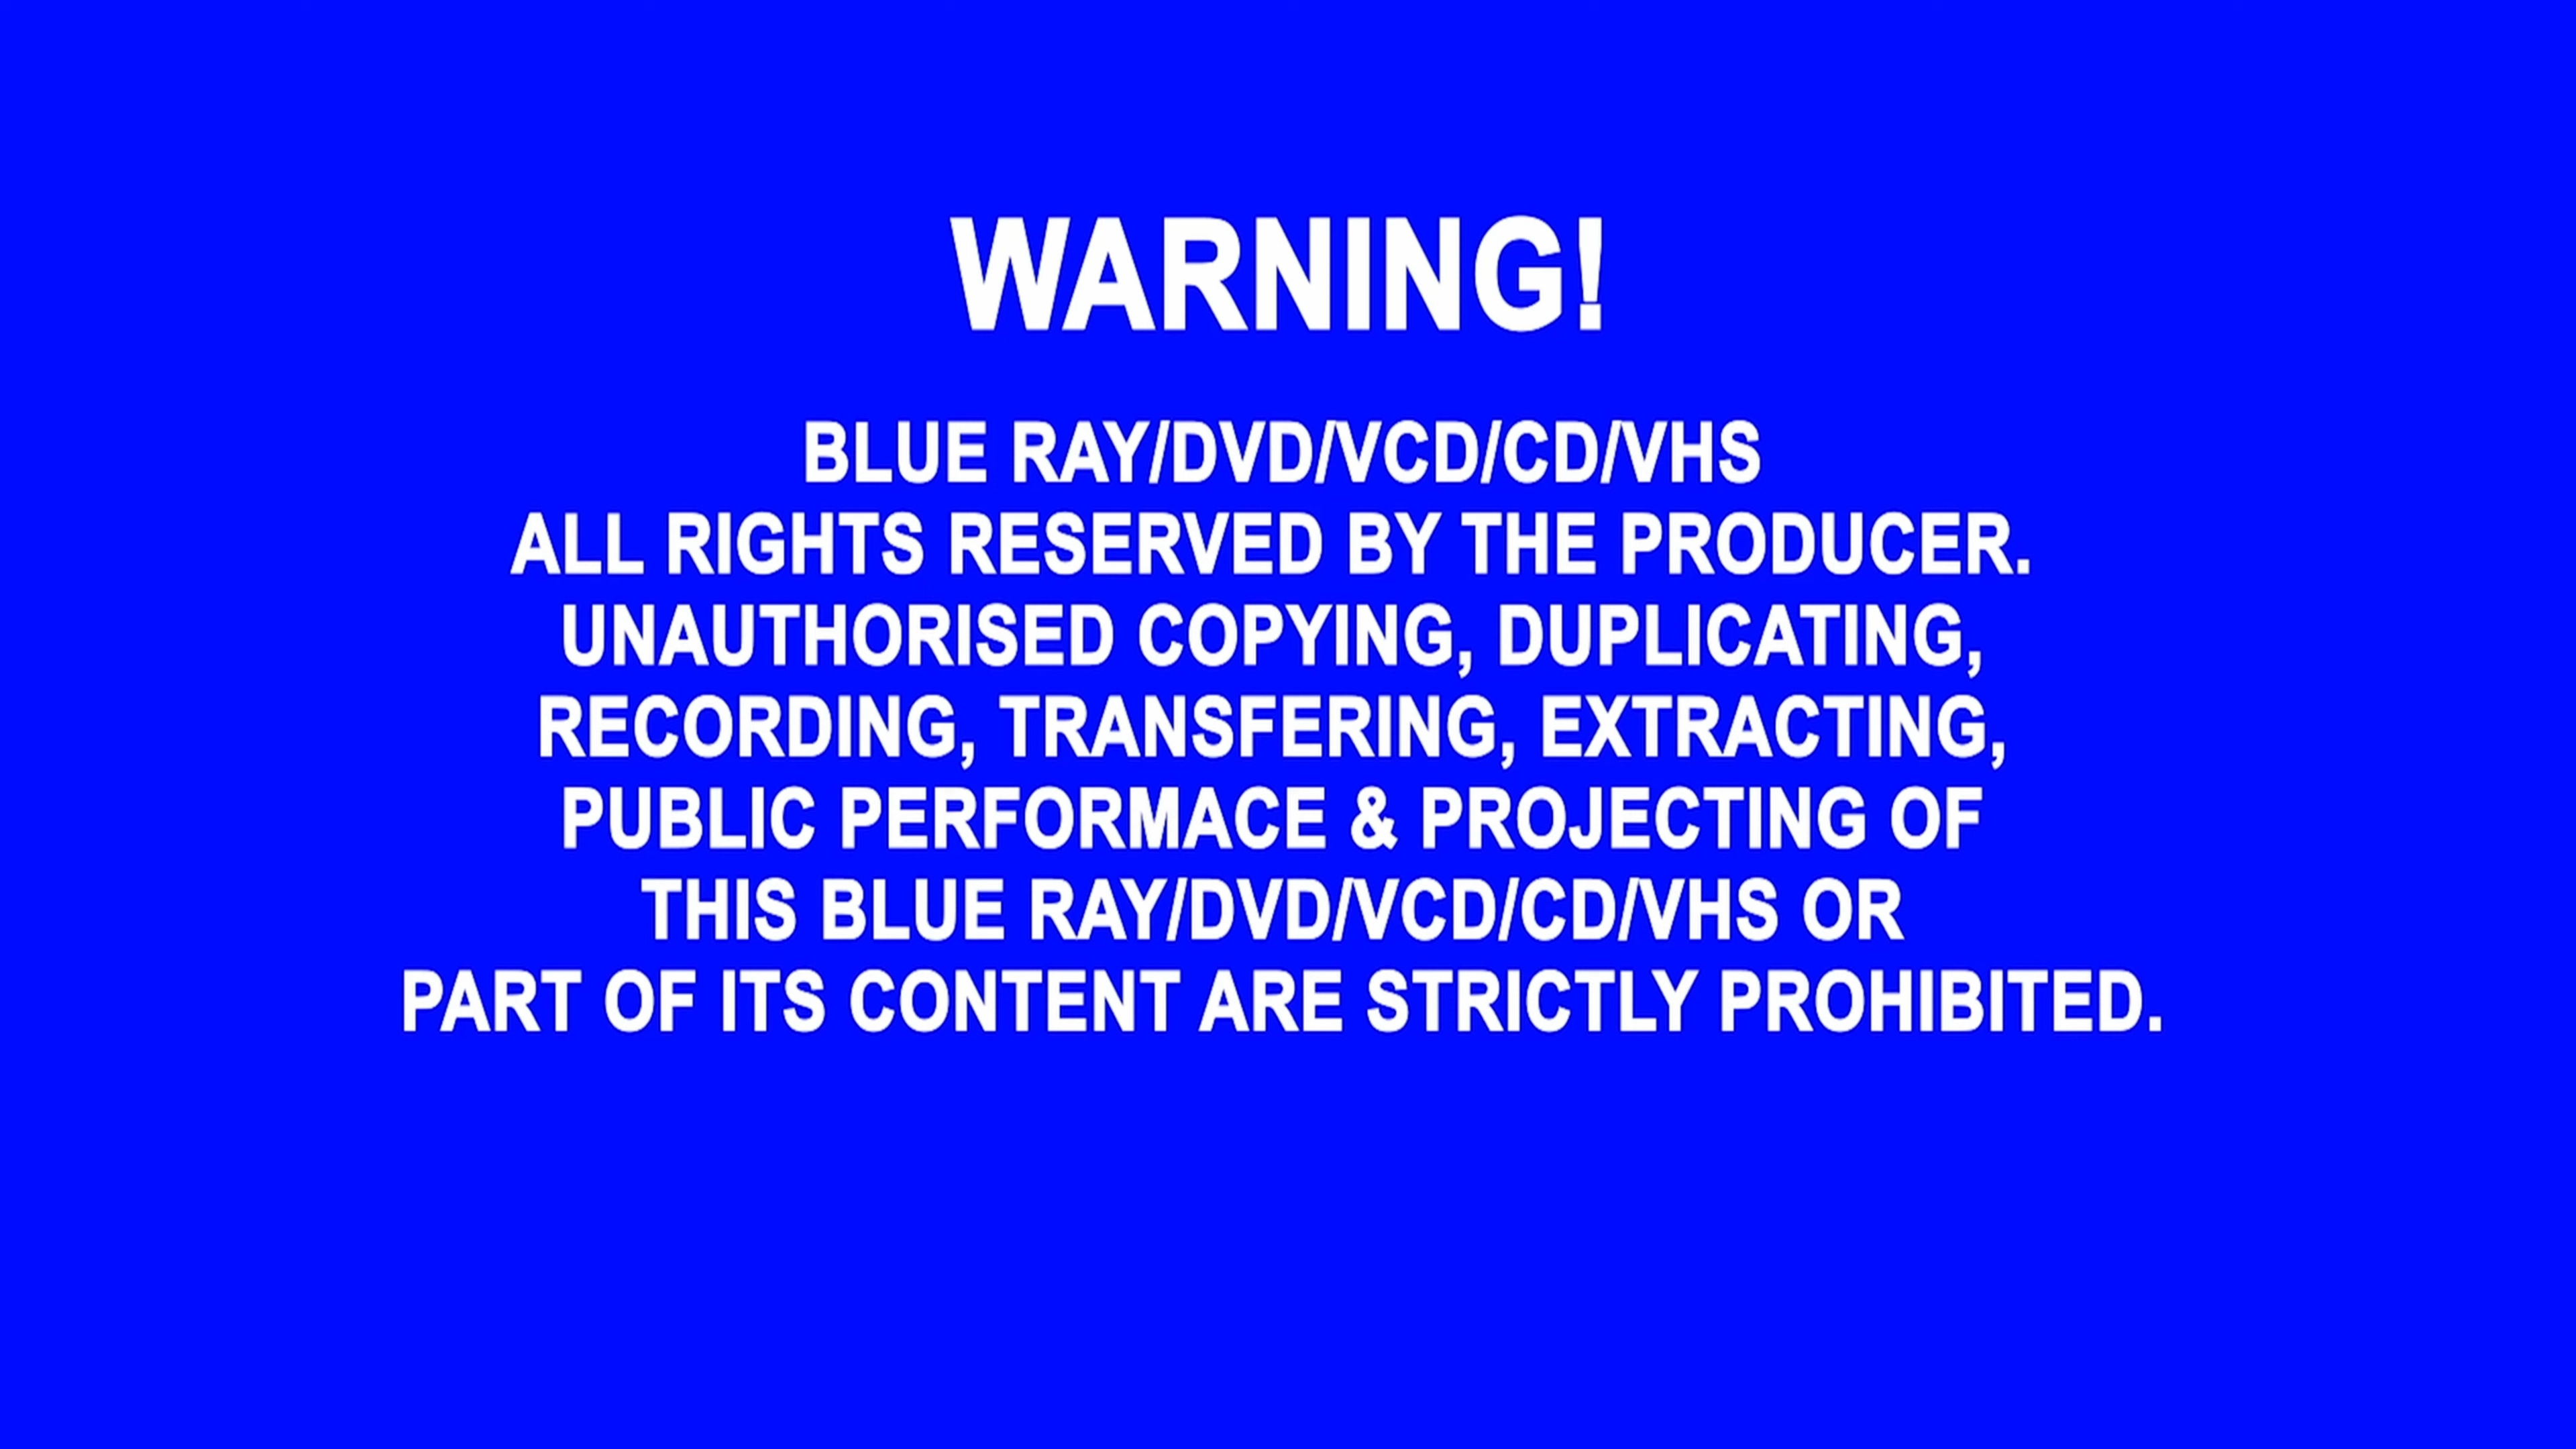 WARNING!
BLUE RAY/DVD/VCD/CD/VHS
ALL RIGHTS RESERVED BY THE PRODUCER.
UNAUTHORISED COPYING, DUPLICATING,
RECORDING, TRANSFERING, EXTRACTING,
PUBLIC PERFORMACE & PROJECTING OF
THIS BLUE RAY/DVD/VCD/CD/VHS OR
PART OF ITS CONTENT ARE STRICTLY PROHIBITED.